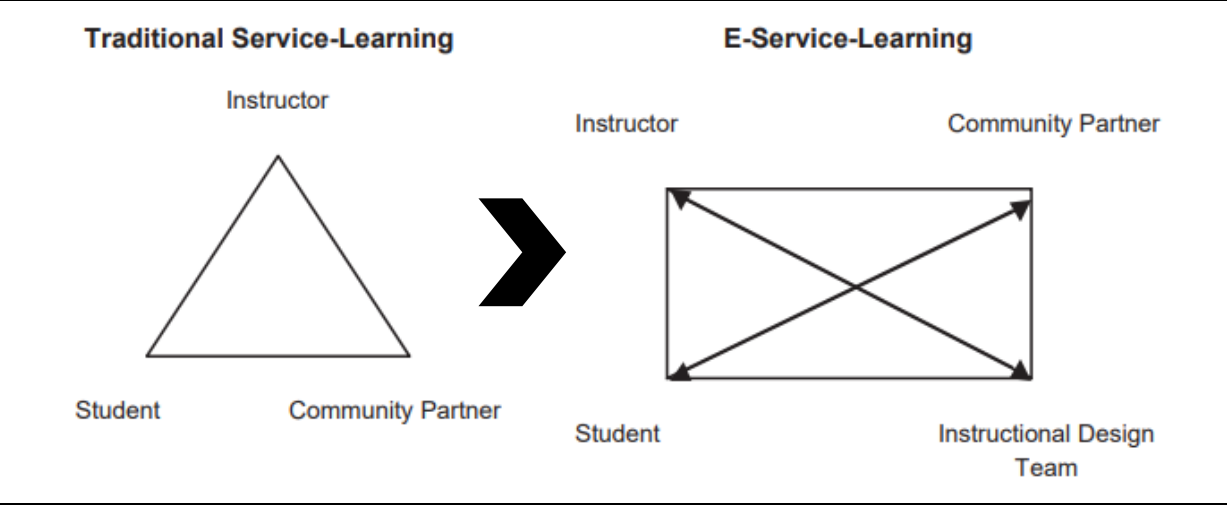 Traditional Service-Learning
Instructor
Student
Community Partner
E-Service-Learning
Instructor
Community Partner
Student
Instructional Design
Team